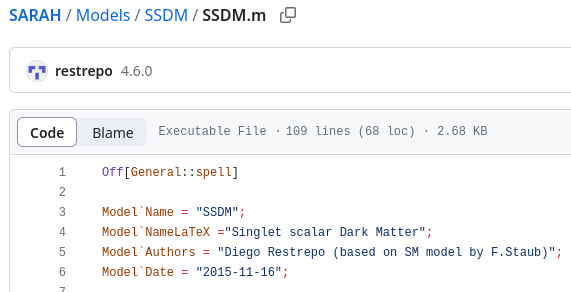 SARAH / Models / SSDM / SSDM.m
restrepo 4.6.0
Code Blame Executable File · 109 lines (68 loc) · 2.68 KB
1 Off[General::spell]
2
3 Model`Name = "SSDM";
4 Model`NameLaTeX ="Singlet scalar Dark Matter";
5 Model`Authors = "Diego Restrepo (based on SM model by F.Staub)";
6 Model`Date = "2015-11-16";